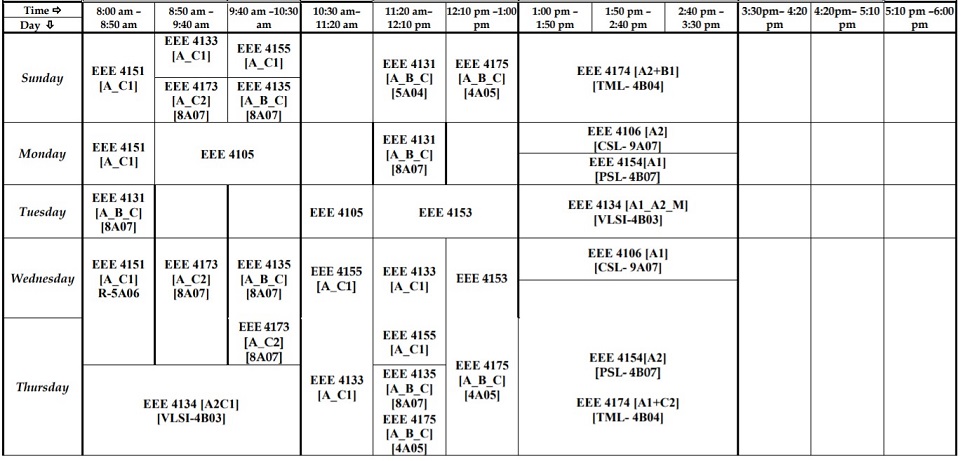 Time ⇨
Day ⇩
8:00 am –
8:50 am
8:50 am –
9:40 am
9:40 am –10:30
am
10:30 am–
11:20 am
11:20 am–
12:10 pm
12:10 pm –1:00
pm
1:00 pm –
1:50 pm
1:50 pm –
2:40 pm
2:40 pm –
3:30 pm
3:30pm– 4:20
pm
4:20pm– 5:10
pm
5:10 pm –6:00
pm
Sunday
EEE 4151
[A_C1]
EEE 4133
[A_C1]
EEE 4173
[A_C2]
[8A07]
EEE 4155
[A_C1]
EEE 4135
[A_B_C]
[8A07]
EEE 4131
[A_B_C]
[5A04]
EEE 4175
[A_B_C]
[4A05]
EEE 4174 [A2+B1]
[TML- 4B04]
Monday
EEE 4151
[A_C1]
EEE 4105
EEE 4131
[A_B_C]
[8A07]
EEE 4106 [A2]
[CSL- 9A07]
EEE 4154[A1]
[PSL- 4B07]
Tuesday
EEE 4131
[A_B_C]
[8A07]
EEE 4105
EEE 4153
EEE 4134 [A1_A2_M]
[VLSI-4B03]
Wednesday
EEE 4151
[A_C1]
R-5A06
EEE 4173
[A_C2]
[8A07]
EEE 4135
[A_B_C]
[8A07]
EEE 4155
[A_C1]
EEE 4133
[A_C1]
EEE 4153
EEE 4106 [A1]
[CSL- 9A07]
Thursday
EEE 4173
[A_C2]
[8A07]
EEE 4134 [A2C1]
[VLSI-4B03]
EEE 4133
[A_C1]
EEE 4155
[A_C1]
EEE 4135
[A_B_C]
[8A07]
EEE 4175
[A_B_C]
[4A05]
EEE 4175
[A_B_C]
[4A05]
EEE 4154[A2]
[PSL- 4B07]
EEE 4174 [A1+C2]
[TML- 4B04]